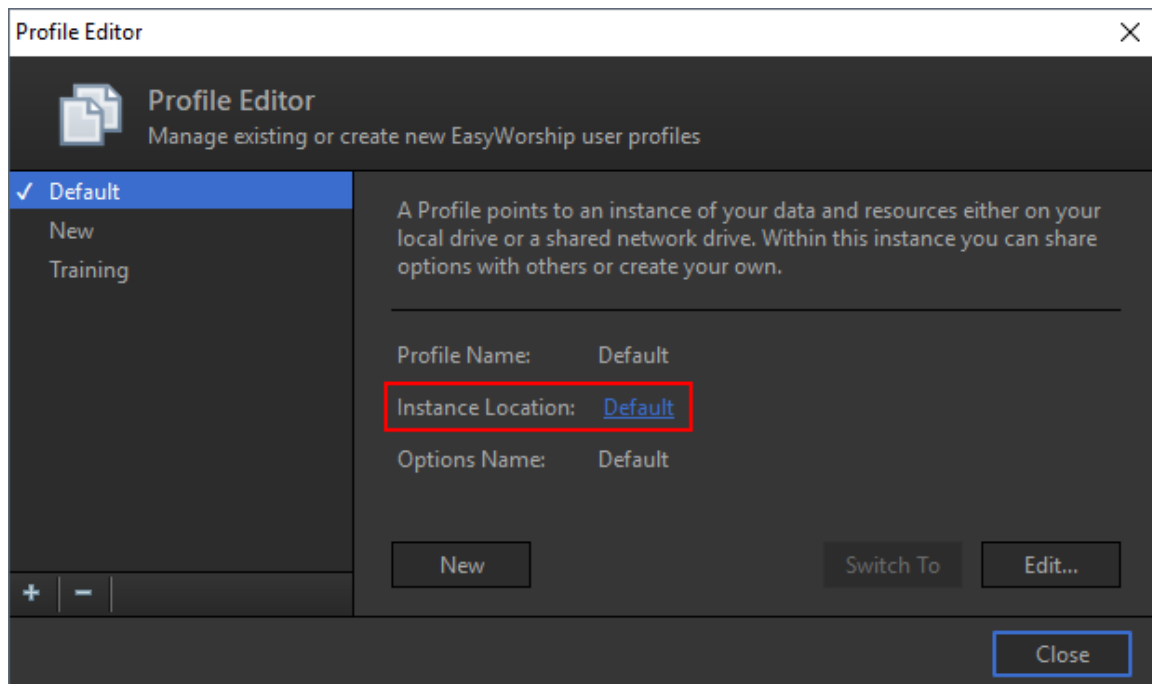 Profile Editor
Profile Editor
Manage existing or create new EasyWorship user profiles
Default
New
Training
A Profile points to an instance of your data and resources either on your
local drive or a shared network drive. Within this instance you can share
options with others or create your own.
Profile Name: Default
Instance Location: Default
Options Name: Default
New Switch To Edit...
Close